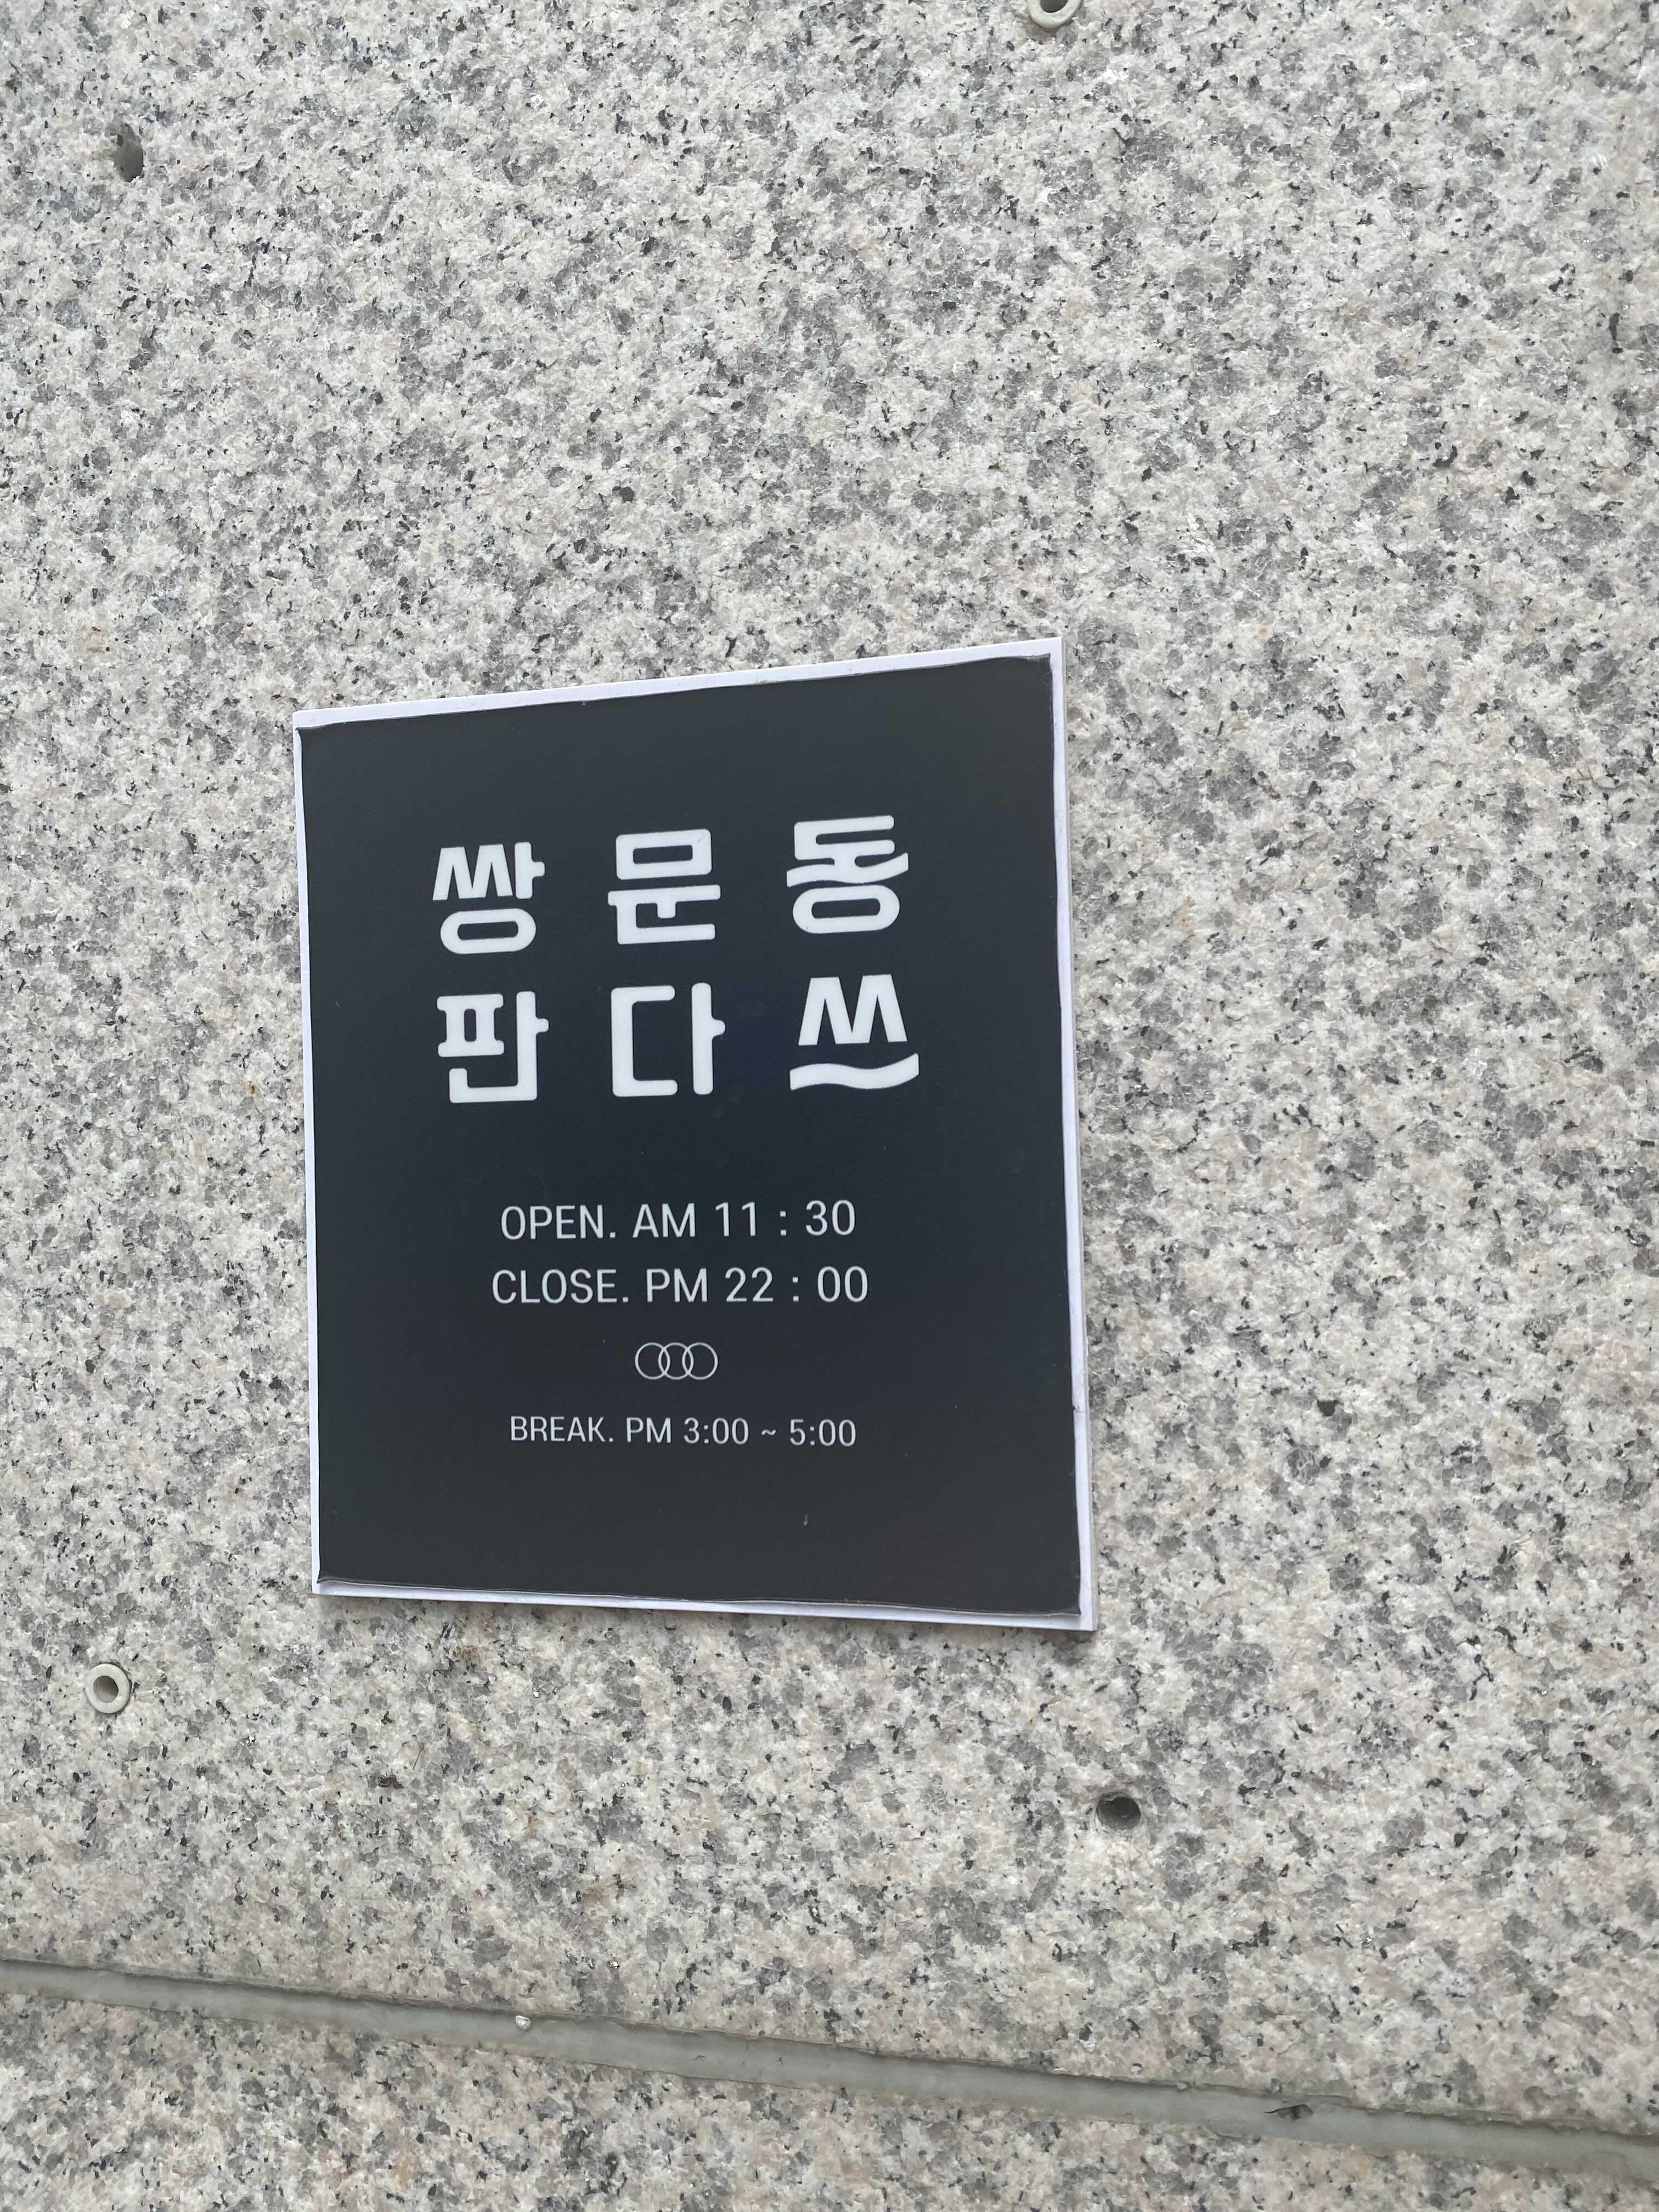 쌍문동
판다쓰
OPEN. AM 11 : 30
CLOSE. PM 22 : 00
BREAK. PM 3:00 ~ 5:00